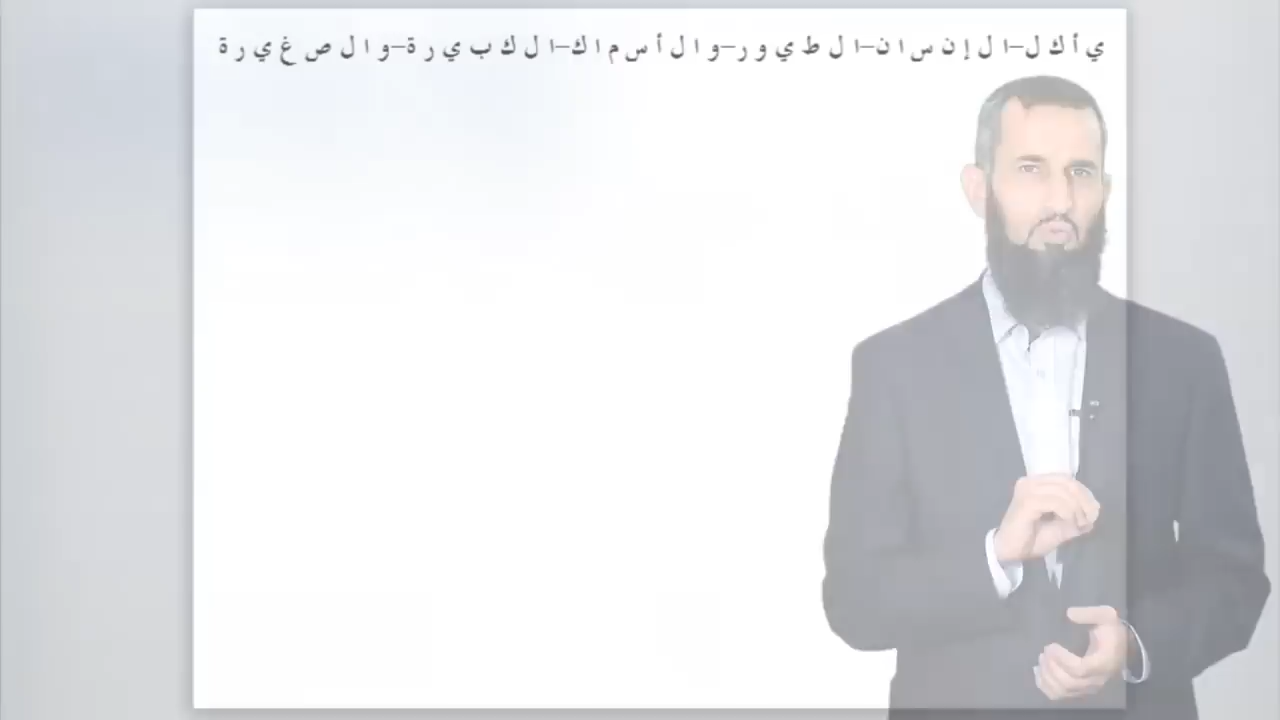 ي أ ك ل–ا ل إ ن س ا ن–ا ل ط ي و ر–و ا ل أ س م ا ك–ا ل ك ب ي ر ة–و ا ل ص غ ي ر ة